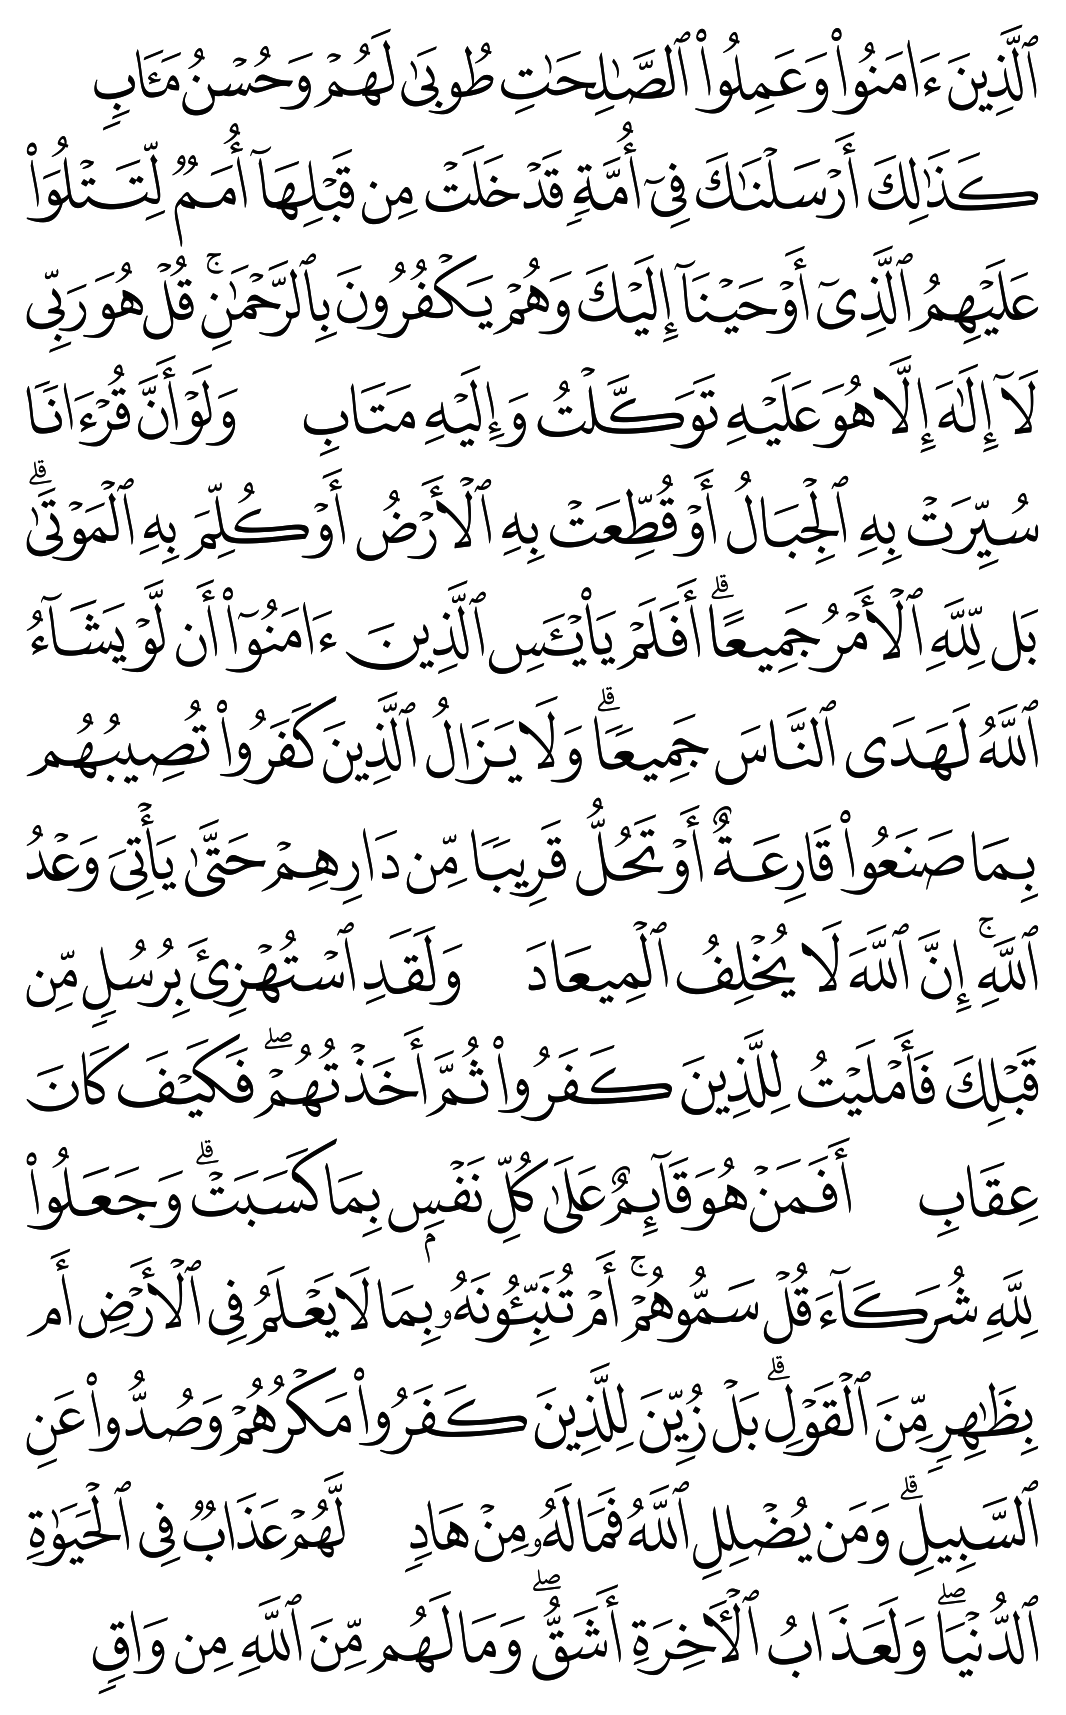 ٱلَّذِينَ ءَامَنُوا۟ وَعَمِلُوا۟ ٱلصَّـٰلِحَـٰتِ طُوبَىٰ لَهُمْ وَحُسْنُ مَـَٔابٍ
كَذَٰلِكَ أَرْسَلْنَـٰكَ فِىٓ أُمَّةٍ قَدْ خَلَتْ مِن قَبْلِهَآ أُمَمٌ لِّتَتْلُوَا۟
عَلَيْهِمُ ٱلَّذِىٓ أَوْحَيْنَآ إِلَيْكَ وَهُمْ يَكْفُرُونَ بِٱلرَّحْمَـٰنِ ۚ قُلْ هُوَ رَبِّى
لَآ إِلَـٰهَ إِلَّا هُوَ عَلَيْهِ تَوَكَّلْتُ وَإِلَيْهِ مَتَابِ وَلَوْ أَنَّ قُرْءَانًا
سُيِّرَتْ بِهِ ٱلْجِبَالُ أَوْ قُطِّعَتْ بِهِ ٱلْأَرْضُ أَوْ كُلِّمَ بِهِ ٱلْمَوْتَىٰ ۗ
بَل لِّلَّهِ ٱلْأَمْرُ جَمِيعًا ۗ أَفَلَمْ يَا۟يْـَٔسِ ٱلَّذِينَ ءَامَنُوٓا۟ أَن لَّوْ يَشَآءُ
ٱللَّهُ لَهَدَى ٱلنَّاسَ جَمِيعًا ۗ وَلَا يَزَالُ ٱلَّذِينَ كَفَرُوا۟ تُصِيبُهُم
بِمَا صَنَعُوا۟ قَارِعَةٌ أَوْ تَحُلُّ قَرِيبًا مِّن دَارِهِمْ حَتَّىٰ يَأْتِىَ وَعْدُ
ٱللَّهِ ۚ إِنَّ ٱللَّهَ لَا يُخْلِفُ ٱلْمِيعَادَ وَلَقَدِ ٱسْتُهْزِئَ بِرُسُلٍ مِّن
قَبْلِكَ فَأَمْلَيْتُ لِلَّذِينَ كَفَرُوا۟ ثُمَّ أَخَذْتُهُمْ ۖ فَكَيْفَ كَانَ
عِقَابِ أَفَمَنْ هُوَ قَآئِمٌ عَلَىٰ كُلِّ نَفْسٍۭ بِمَا كَسَبَتْ ۗ وَجَعَلُوا۟
لِلَّهِ شُرَكَآءَ قُلْ سَمُّوهُمْ ۚ أَمْ تُنَبِّـُٔونَهُۥ بِمَا لَا يَعْلَمُ فِى ٱلْأَرْضِ أَم
بِظَـٰهِرٍ مِّنَ ٱلْقَوْلِ ۗ بَلْ زُيِّنَ لِلَّذِينَ كَفَرُوا۟ مَكْرُهُمْ وَصُدُّوا۟ عَنِ
ٱلسَّبِيلِ ۗ وَمَن يُضْلِلِ ٱللَّهُ فَمَا لَهُۥ مِنْ هَادٍ لَّهُمْ عَذَابٌ فِى ٱلْحَيَوٰةِ
ٱلدُّنْيَا ۖ وَلَعَذَابُ ٱلْـَٔاخِرَةِ أَشَقُّ ۖ وَمَا لَهُم مِّنَ ٱللَّهِ مِن وَاقٍ